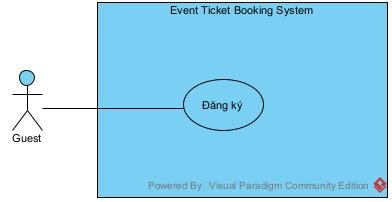 Event Ticket Booking System
Đăng ký
Guest
Powered By: Visual Paradigm Community Edition